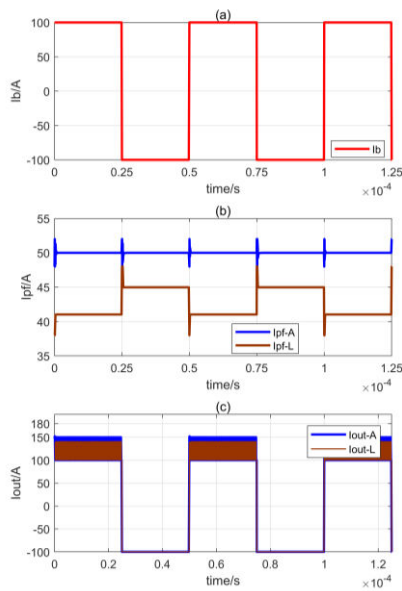 (a)
100
50
0
-50
-100
Ib/A
Ib
0 0.25 0.5 0.75 1 1.25
time/s
×10⁻⁴
(b)
55
50
45
40
35
Ipf/A
Ipf-A
Ipf-L
0 0.25 0.5 0.75 1 1.25
time/s
×10⁻⁴
(c)
180
150
100
50
0
-50
-100
Iout/A
Iout-A
Iout-L
0 0.2 0.4 0.6 0.8 1 1.2
time/s
×10⁻⁴